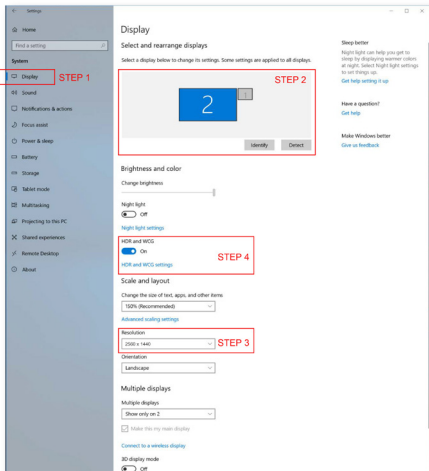 Settings
Home
Find a setting
System
Display
STEP 1
Sound
Notifications & actions
Focus assist
Power & sleep
Battery
Storage
Tablet mode
Multitasking
Projecting to this PC
Shared experiences
Remote Desktop
About
Display
Select and rearrange displays
Select a display below to change its settings. Some settings are applied to all displays.
STEP 2
2
1
Identify
Detect
Brightness and color
Change brightness
Night light
Off
Night light settings
HDR and WCG
On
HDR and WCG settings
STEP 4
Scale and layout
Change the size of text, apps, and other items
150% (Recommended)
Advanced scaling settings
Resolution
2560 x 1440
STEP 3
Orientation
Landscape
Multiple displays
Multiple displays
Show only on 2
Make this my main display
Connect to a wireless display
3D display mode
Off
Sleep better
Night light can help you get to
sleep by displaying warmer colors
at night. Select Night light settings
to set things up.
Get help setting it up
Have a question?
Get help
Make Windows better
Give us feedback